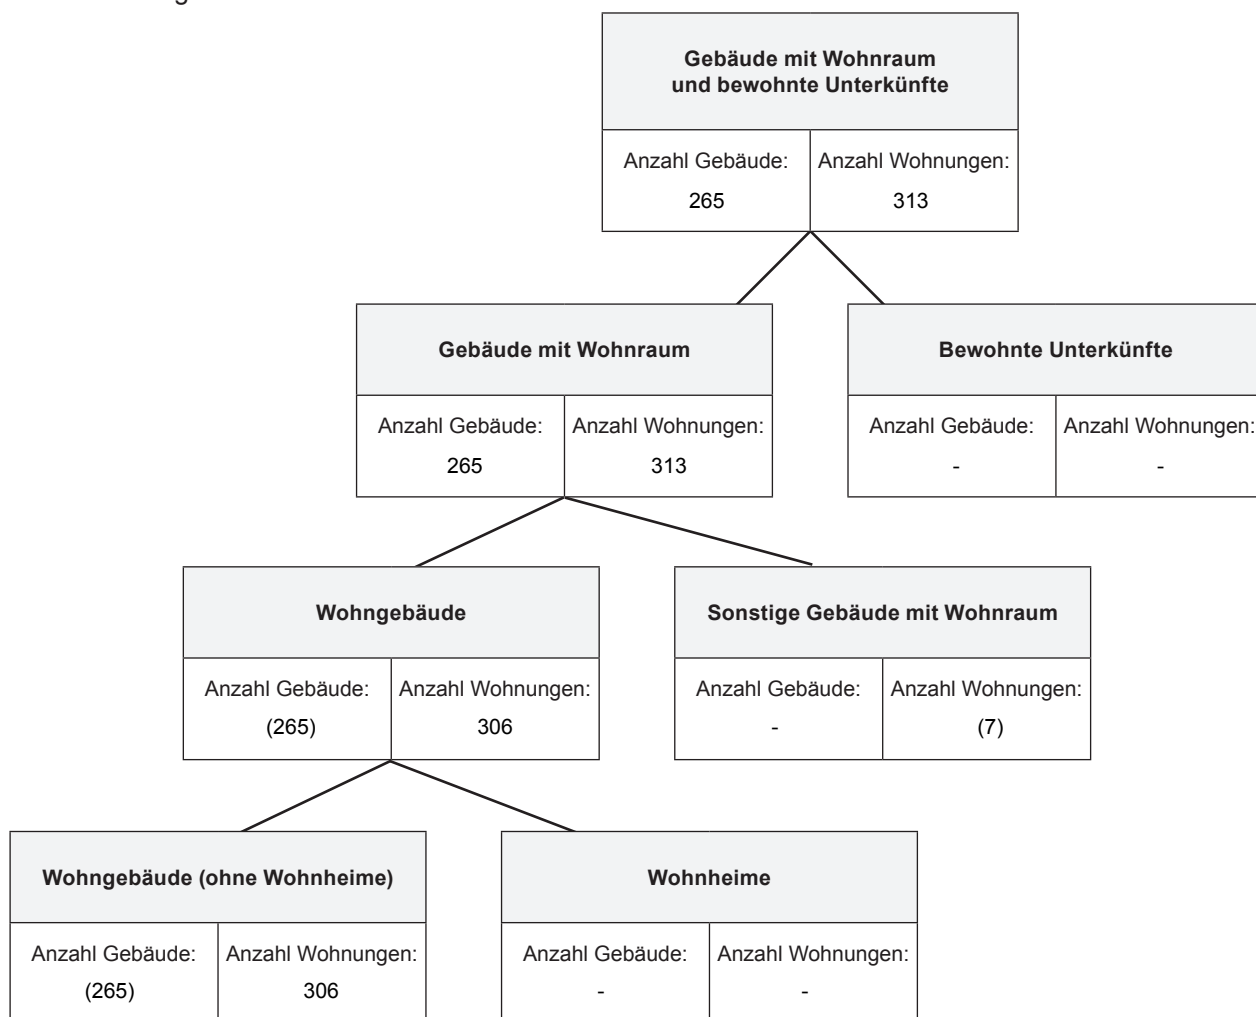 Gebäude mit Wohnraum
und bewohnte Unterkünfte
Anzahl Gebäude: Anzahl Wohnungen:
265 313
Gebäude mit Wohnraum Bewohnte Unterkünfte
Anzahl Gebäude: Anzahl Wohnungen: Anzahl Gebäude: Anzahl Wohnungen:
265 313 - -
Wohngebäude Sonstige Gebäude mit Wohnraum
Anzahl Gebäude: Anzahl Wohnungen: Anzahl Gebäude: Anzahl Wohnungen:
(265) 306 - (7)
Wohngebäude (ohne Wohnheime) Wohnheime
Anzahl Gebäude: Anzahl Wohnungen: Anzahl Gebäude: Anzahl Wohnungen:
(265) 306 - -